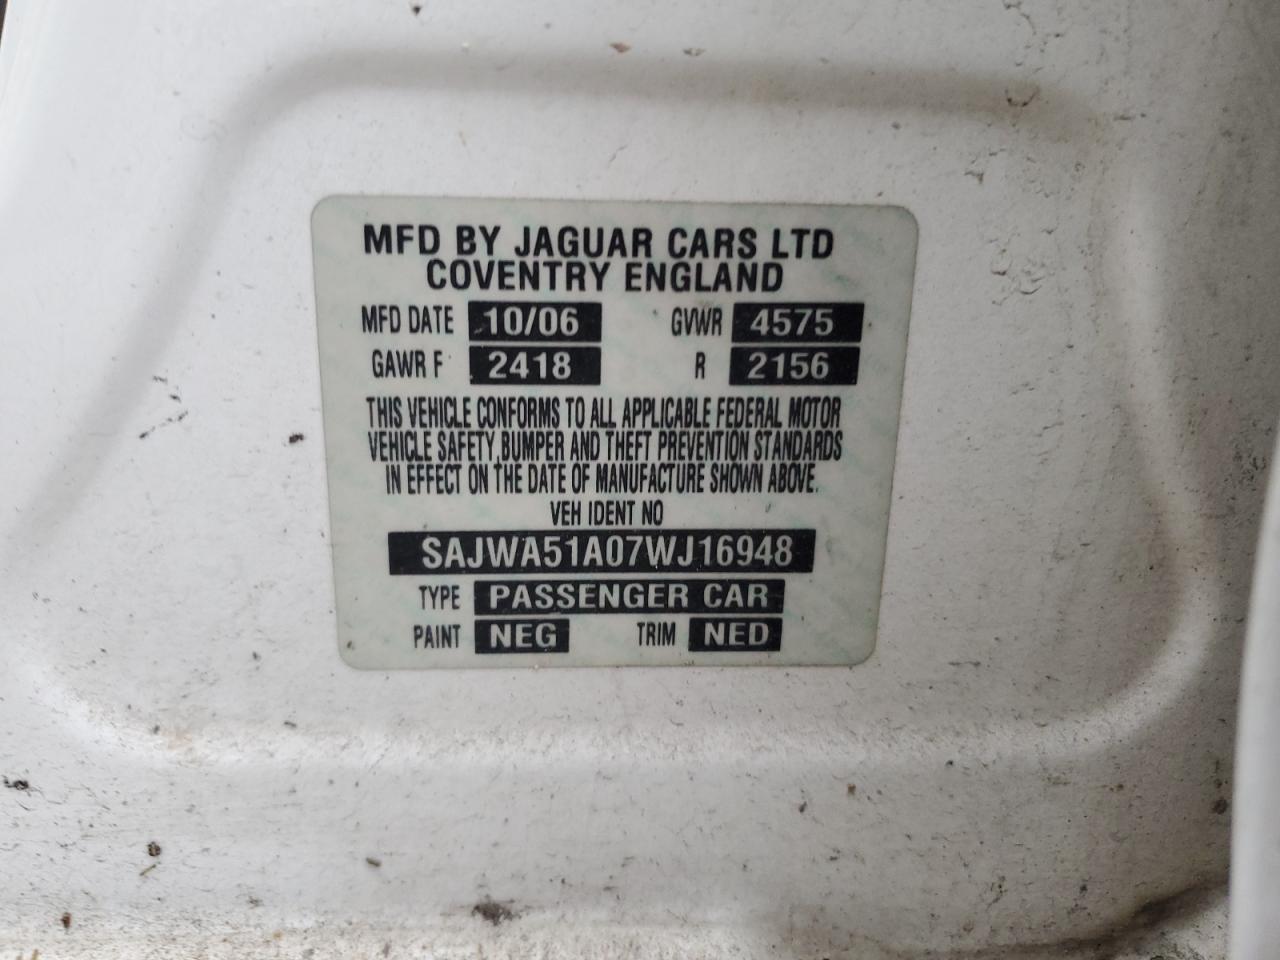 MFD BY JAGUAR CARS LTD
COVENTRY ENGLAND
MFD DATE 10/06 GVWR 4575
GAWR F 2418 R 2156
THIS VEHICLE CONFORMS TO ALL APPLICABLE FEDERAL MOTOR
VEHICLE SAFETY, BUMPER AND THEFT PREVENTION STANDARDS
IN EFFECT ON THE DATE OF MANUFACTURE SHOWN ABOVE.
VEH IDENT NO
SAJWA51A07WJ16948
TYPE PASSENGER CAR
PAINT NEG TRIM NED